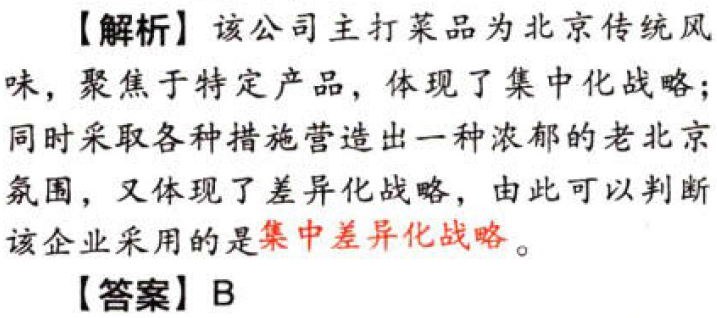 【解析】该公司主打菜品为北京传统风
味，聚焦于特定产品，体现了集中化战略；
同时采取各种措施营造出一种浓郁的老北京
氛围，又体现了差异化战略，由此可以判断
该企业采用的是集中差异化战略。
【答案】B